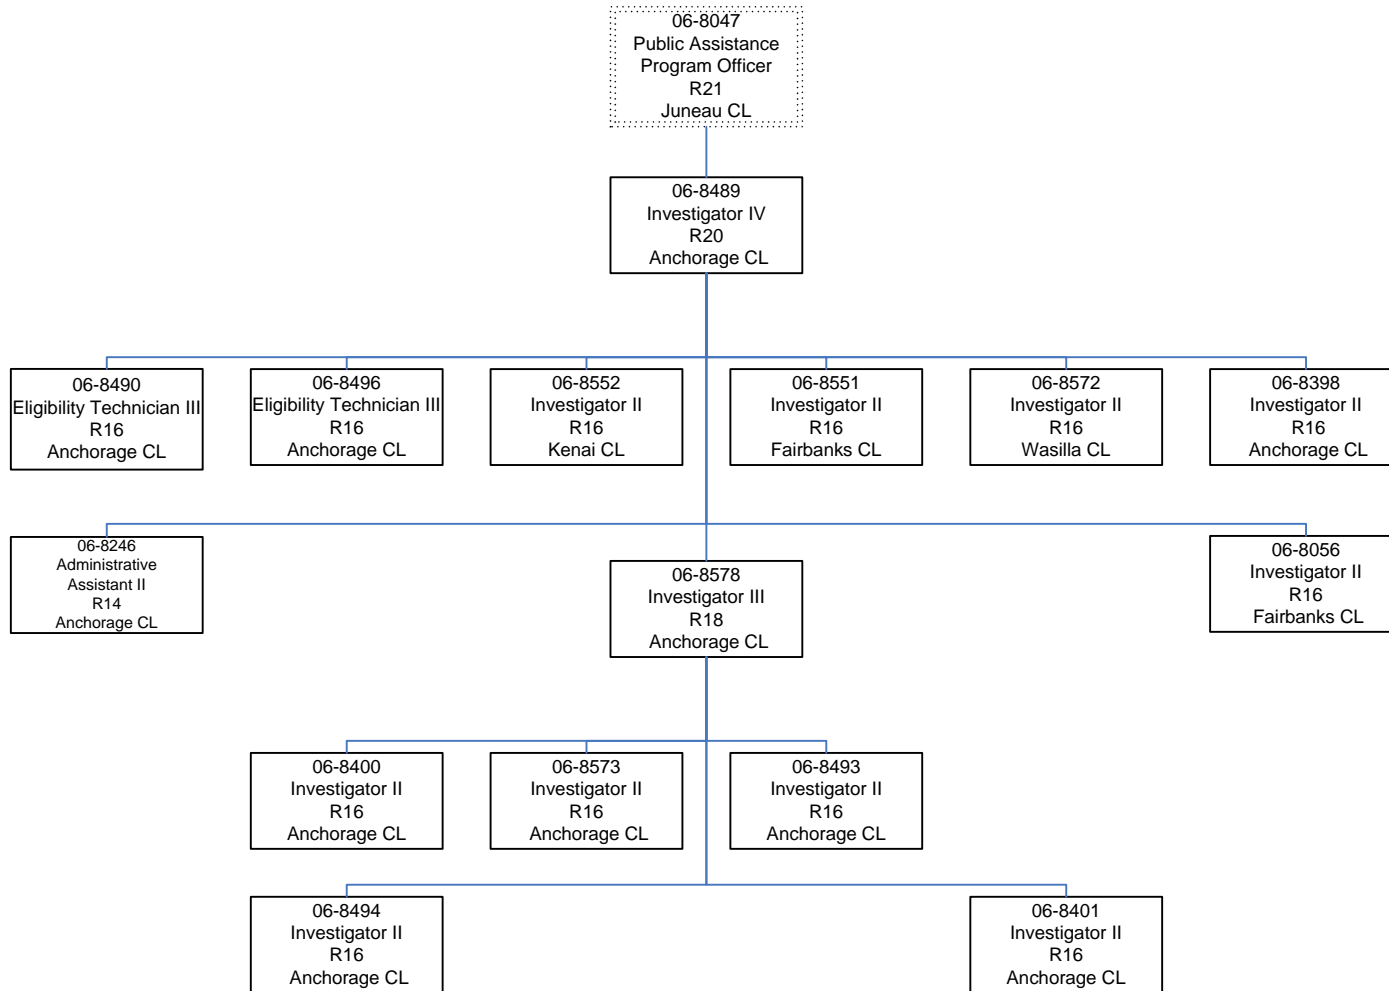 06-8047
Public Assistance
Program Officer
R21
Juneau CL
06-8489
Investigator IV
R20
Anchorage CL
06-8490
Eligibility Technician III
R16
Anchorage CL
06-8496
Eligibility Technician III
R16
Anchorage CL
06-8552
Investigator II
R16
Kenai CL
06-8551
Investigator II
R16
Fairbanks CL
06-8572
Investigator II
R16
Wasilla CL
06-8398
Investigator II
R16
Anchorage CL
06-8246
Administrative
Assistant II
R14
Anchorage CL
06-8578
Investigator III
R18
Anchorage CL
06-8056
Investigator II
R16
Fairbanks CL
06-8400
Investigator II
R16
Anchorage CL
06-8573
Investigator II
R16
Anchorage CL
06-8493
Investigator II
R16
Anchorage CL
06-8494
Investigator II
R16
Anchorage CL
06-8401
Investigator II
R16
Anchorage CL